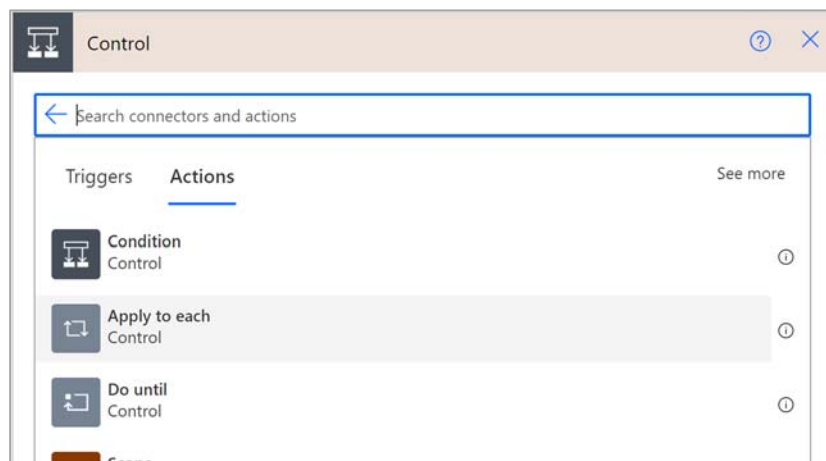 Control
Search connectors and actions
Triggers Actions See more
Condition
Control
Apply to each
Control
Do until
Control